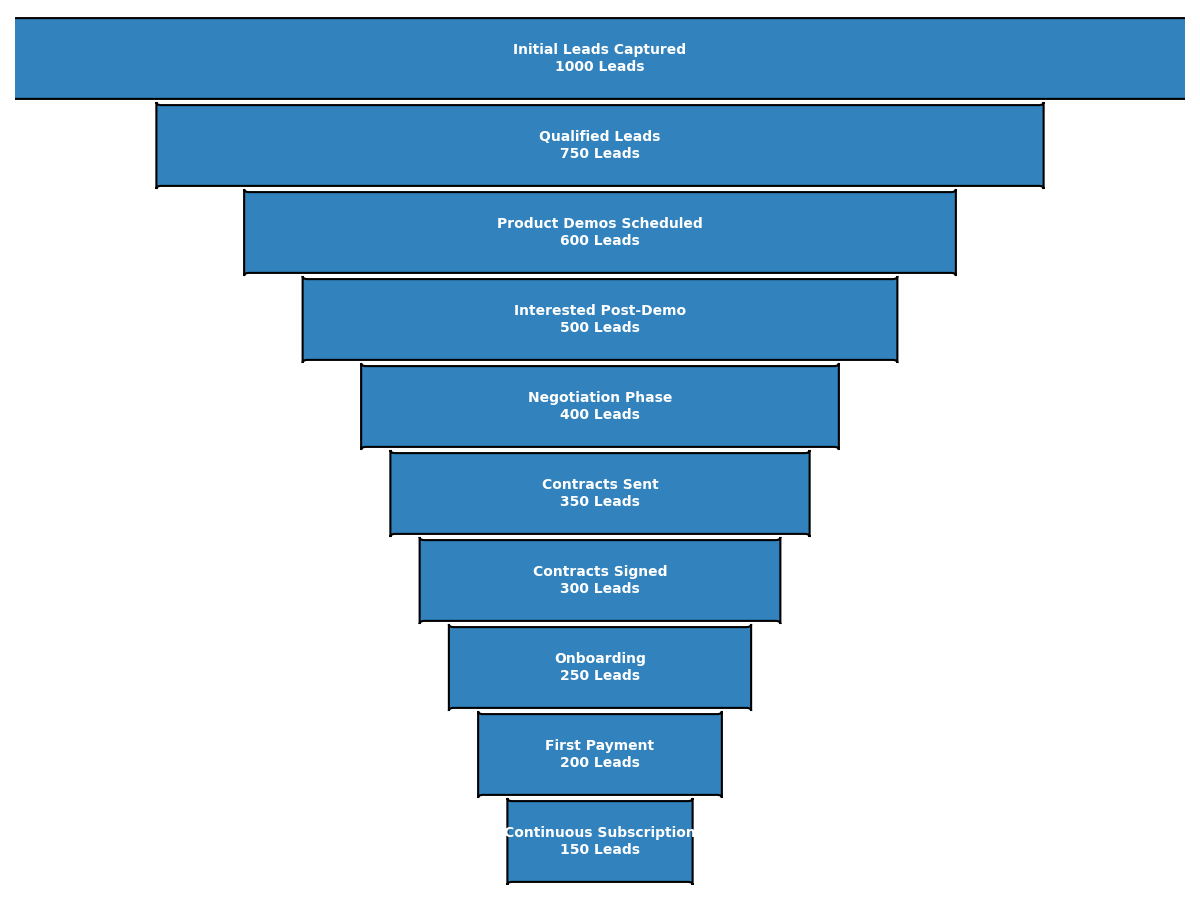 Initial Leads Captured
1000 Leads
Qualified Leads
750 Leads
Product Demos Scheduled
600 Leads
Interested Post-Demo
500 Leads
Negotiation Phase
400 Leads
Contracts Sent
350 Leads
Contracts Signed
300 Leads
Onboarding
250 Leads
First Payment
200 Leads
Continuous Subscription
150 Leads